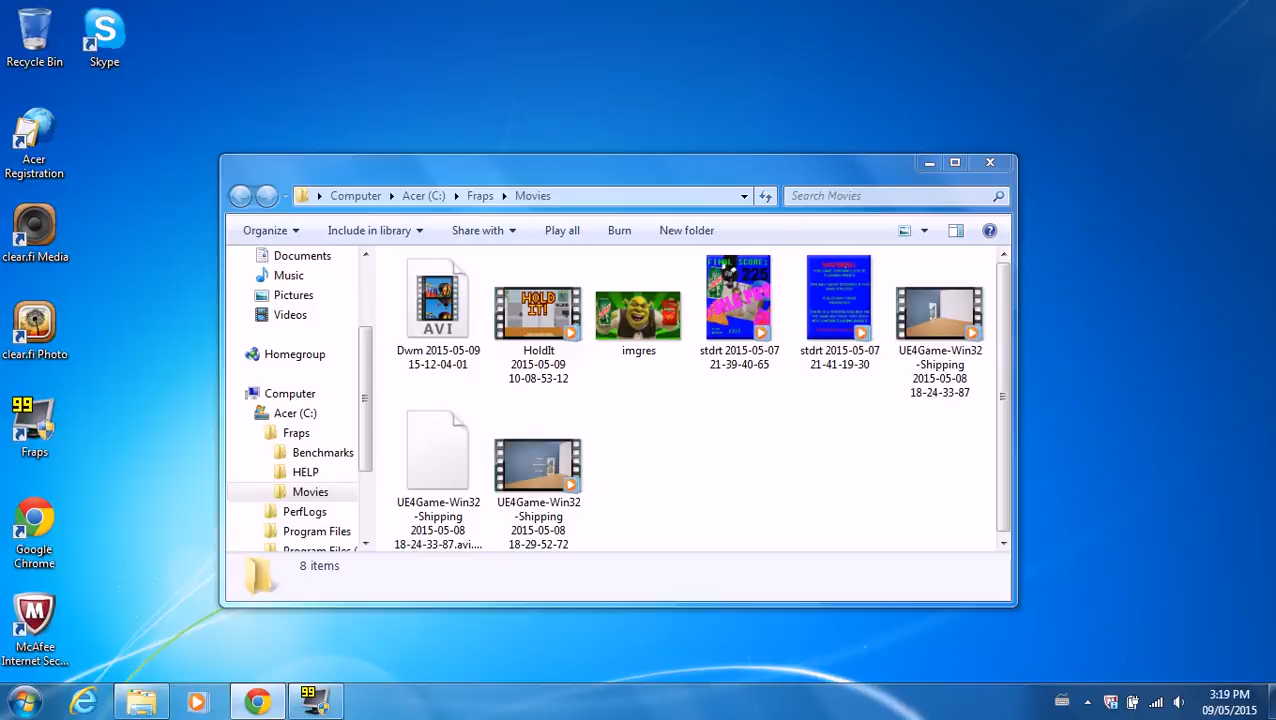 Recycle Bin
Skype
Acer
Registration
clear.fi Media
clear.fi Photo
99
Fraps
Google
Chrome
McAfee
Internet Sec...
Computer
Acer (C:)
Fraps
Movies
Search Movies
Organize
Include in library
Share with
Play all
Burn
New folder
Documents
Music
Pictures
Videos
Homegroup
Computer
Acer (C:)
Fraps
Benchmarks
HELP
Movies
PerfLogs
Program Files
Program Files (
AVI
Dwm 2015-05-09
15-12-04-01
HOLD
IT!
HoldIt
2015-05-09
10-08-53-12
imgres
FINAL SCORE:
225
stdrt 2015-05-07
21-39-40-65
stdrt 2015-05-07
21-41-19-30
UE4Game-Win32
-Shipping
2015-05-08
18-24-33-87
UE4Game-Win32
-Shipping
2015-05-08
18-24-33-87.avi....
UE4Game-Win32
-Shipping
2015-05-08
18-29-52-72
8 items
99
3:19 PM
09/05/2015